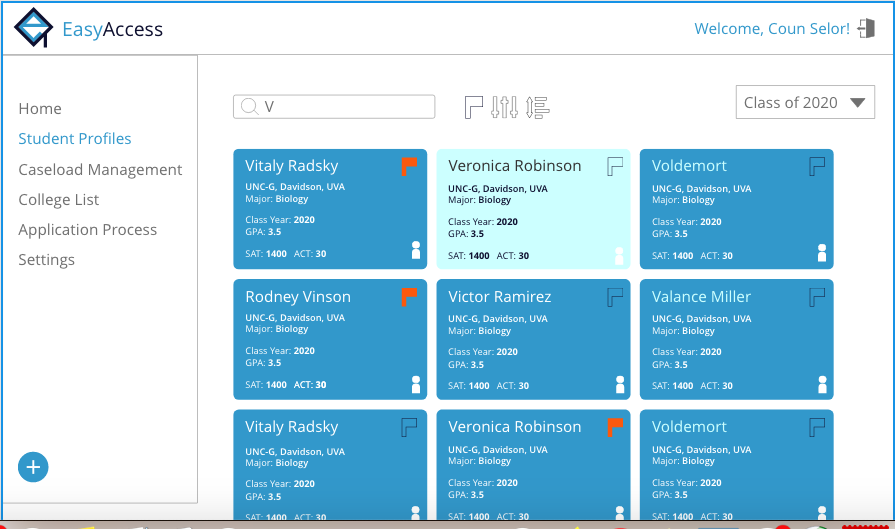 EasyAccess
Welcome, Coun Selor!
Home
Student Profiles
Caseload Management
College List
Application Process
Settings
V
Class of 2020
Vitaly Radsky
UNC-G, Davidson, UVA
Major: Biology
Class Year: 2020
GPA: 3.5
SAT: 1400 ACT: 30
Veronica Robinson
UNC-G, Davidson, UVA
Major: Biology
Class Year: 2020
GPA: 3.5
SAT: 1400 ACT: 30
Voldemort
UNC-G, Davidson, UVA
Major: Biology
Class Year: 2020
GPA: 3.5
SAT: 1400 ACT: 30
Rodney Vinson
UNC-G, Davidson, UVA
Major: Biology
Class Year: 2020
GPA: 3.5
SAT: 1400 ACT: 30
Victor Ramirez
UNC-G, Davidson, UVA
Major: Biology
Class Year: 2020
GPA: 3.5
SAT: 1400 ACT: 30
Valance Miller
UNC-G, Davidson, UVA
Major: Biology
Class Year: 2020
GPA: 3.5
SAT: 1400 ACT: 30
Vitaly Radsky
UNC-G, Davidson, UVA
Major: Biology
Class Year: 2020
GPA: 3.5
SAT: 1400 ACT: 30
Veronica Robinson
UNC-G, Davidson, UVA
Major: Biology
Class Year: 2020
GPA: 3.5
SAT: 1400 ACT: 30
Voldemort
UNC-G, Davidson, UVA
Major: Biology
Class Year: 2020
GPA: 3.5
SAT: 1400 ACT: 30